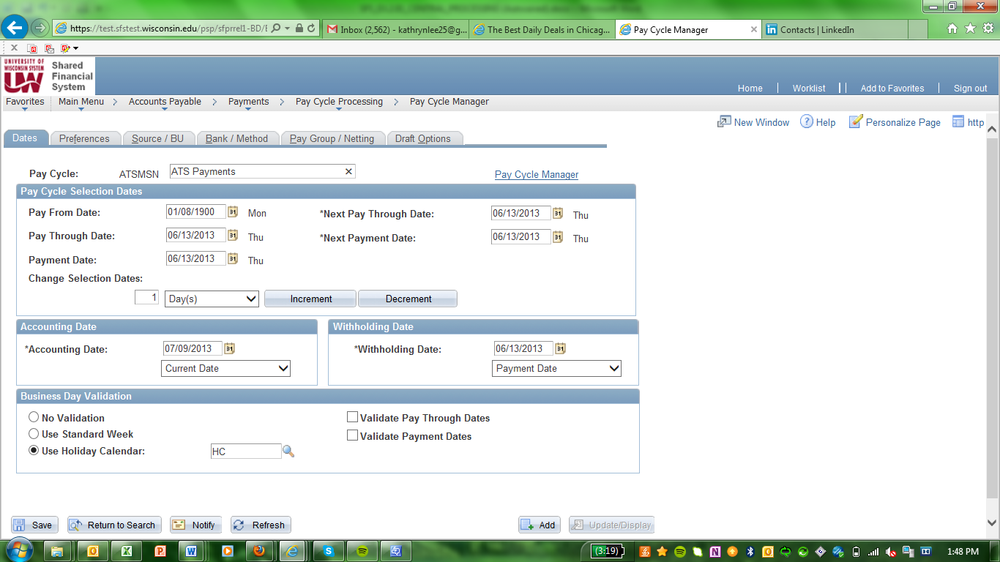 https://test.sfstest.wisconsin.edu/psp/sfprrel1-BD/
Inbox (2,562) - kathrynlee25@g...
The Best Daily Deals in Chicag...
Pay Cycle Manager
Contacts | LinkedIn
UNIVERSITY OF
WISCONSIN SYSTEM
UW
Shared
Financial
System
Home
Worklist
Add to Favorites
Sign out
Favorites
Main Menu > Accounts Payable > Payments > Pay Cycle Processing > Pay Cycle Manager
New Window
Help
Personalize Page
http
Dates
Preferences
Source / BU
Bank / Method
Pay Group / Netting
Draft Options
Pay Cycle: ATSMSN ATS Payments
Pay Cycle Manager
Pay Cycle Selection Dates
Pay From Date: 01/08/1900 31 Mon
*Next Pay Through Date: 06/13/2013 31 Thu
Pay Through Date: 06/13/2013 31 Thu
*Next Payment Date: 06/13/2013 31 Thu
Payment Date: 06/13/2013 31 Thu
Change Selection Dates:
1 Day(s) Increment Decrement
Accounting Date
*Accounting Date: 07/09/2013 31
Current Date
Withholding Date
*Withholding Date: 06/13/2013 31
Payment Date
Business Day Validation
No Validation
Use Standard Week
Use Holiday Calendar: HC
Validate Pay Through Dates
Validate Payment Dates
Save
Return to Search
Notify
Refresh
Add
Update/Display
(3:19)
1:48 PM